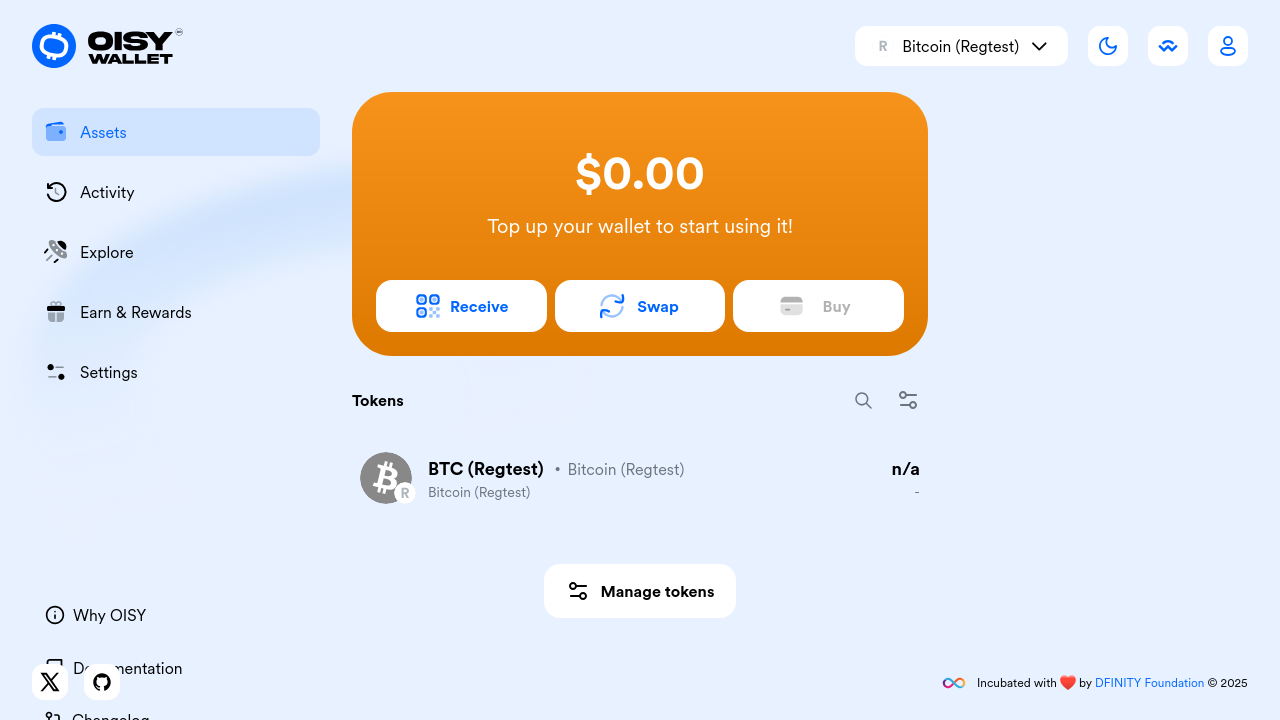 OISY
WALLET
R Bitcoin (Regtest)
Assets
Activity
Explore
Earn & Rewards
Settings
$0.00
Top up your wallet to start using it!
Receive
Swap
Buy
Tokens
BTC (Regtest) • Bitcoin (Regtest)
n/a
R
Bitcoin (Regtest)
-
Manage tokens
Why OISY
Documentation
Changelog
Incubated with ❤️ by DFINITY Foundation © 2025